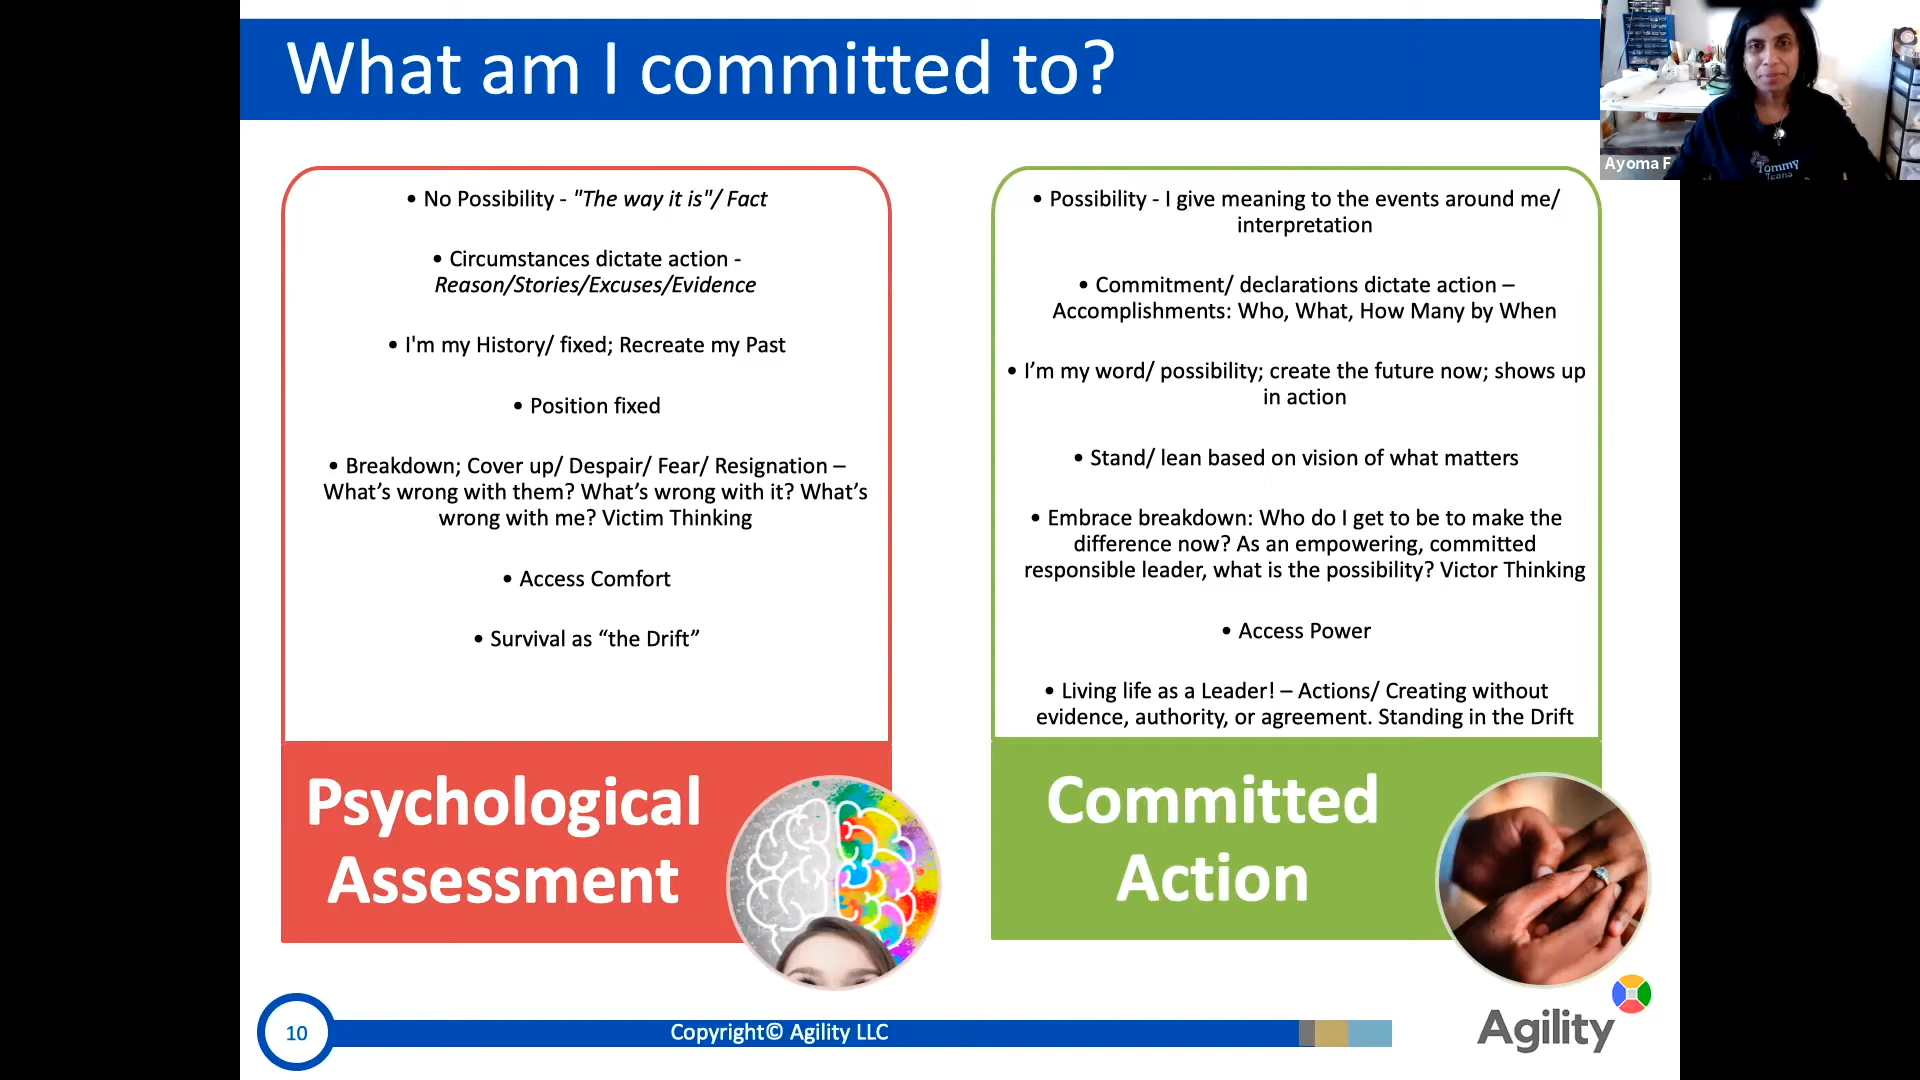 What am I committed to?
Ayoma F
Tommy
Jeans
• No Possibility - "The way it is"/ Fact
• Circumstances dictate action -
Reason/Stories/Excuses/Evidence
• I'm my History/ fixed; Recreate my Past
• Position fixed
• Breakdown; Cover up/ Despair/ Fear/ Resignation –
What’s wrong with them? What’s wrong with it? What’s
wrong with me? Victim Thinking
• Access Comfort
• Survival as “the Drift”
Psychological
Assessment
• Possibility - I give meaning to the events around me/
interpretation
• Commitment/ declarations dictate action –
Accomplishments: Who, What, How Many by When
• I’m my word/ possibility; create the future now; shows up
in action
• Stand/ lean based on vision of what matters
• Embrace breakdown: Who do I get to be to make the
difference now? As an empowering, committed
responsible leader, what is the possibility? Victor Thinking
• Access Power
• Living life as a Leader! – Actions/ Creating without
evidence, authority, or agreement. Standing in the Drift
Committed
Action
10
Copyright© Agility LLC
Agility